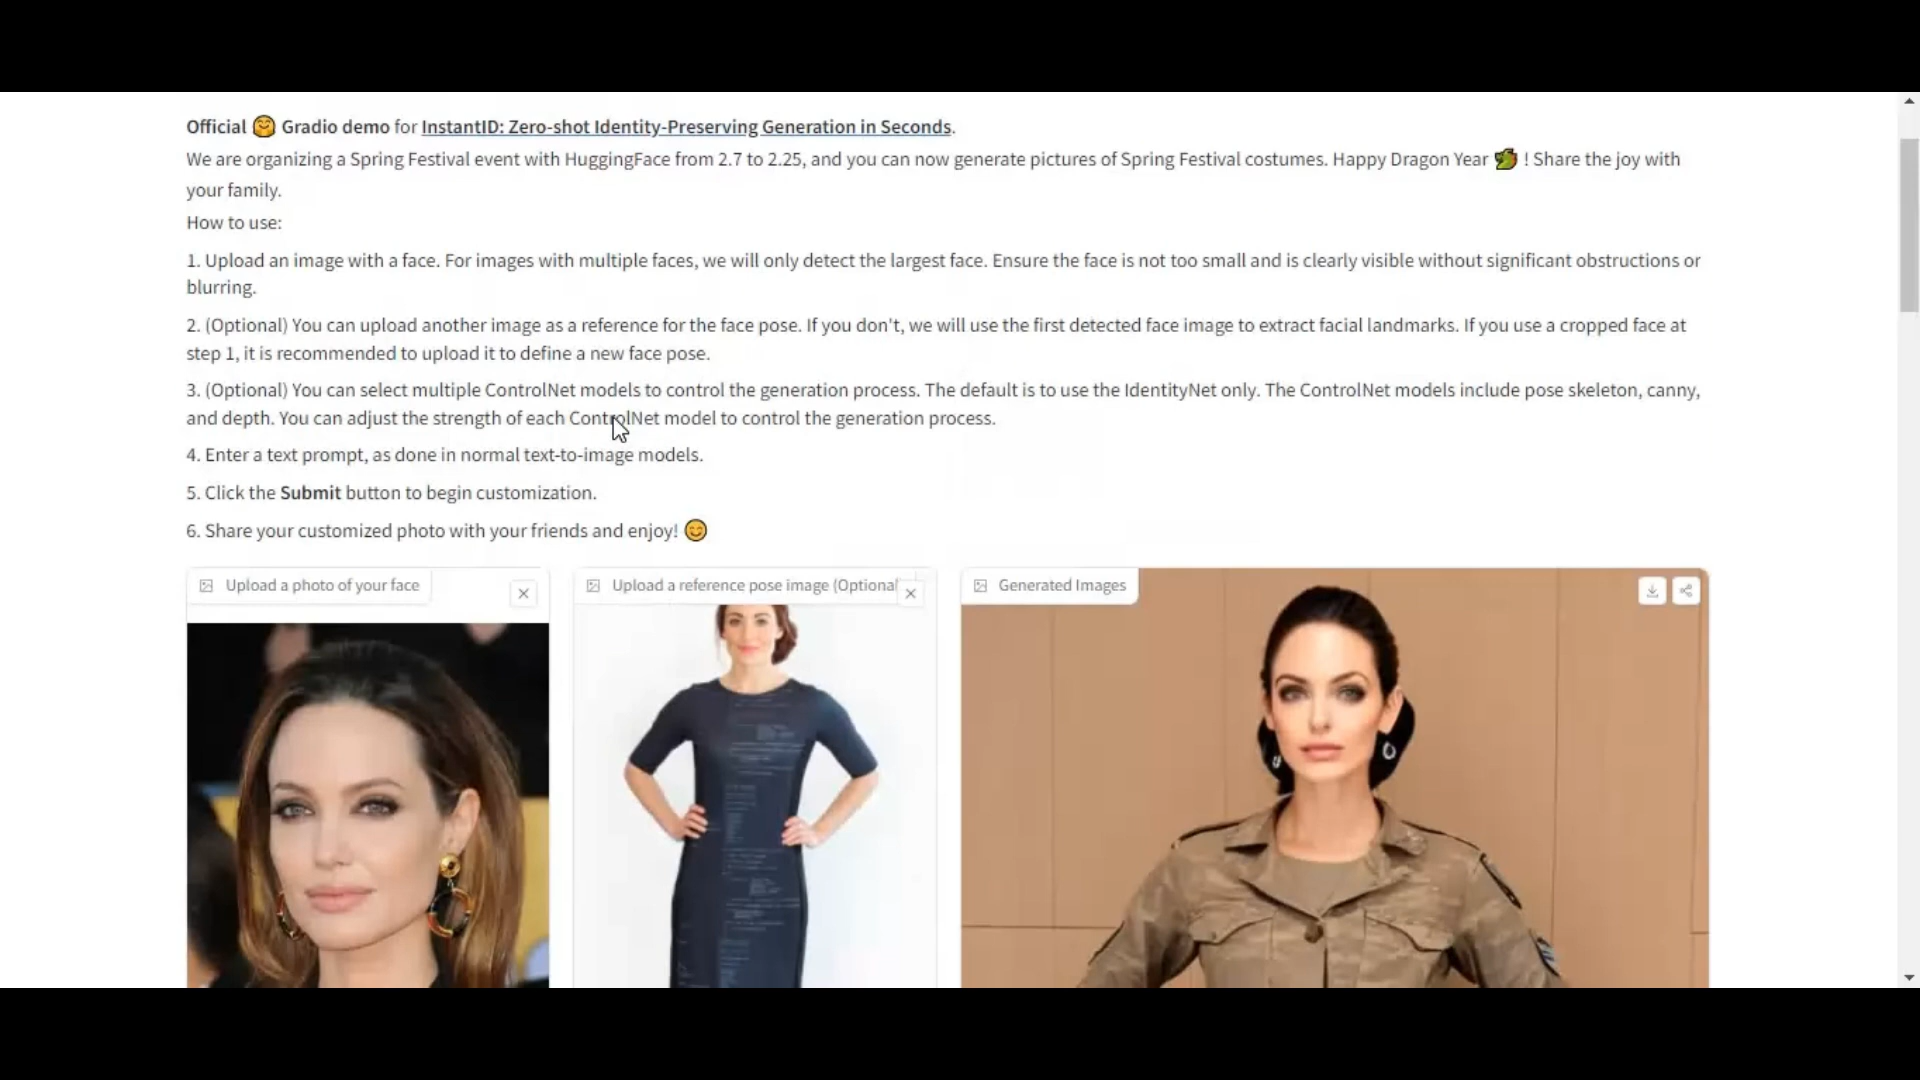 Official 🤗 Gradio demo for InstantID: Zero-shot Identity-Preserving Generation in Seconds.
We are organizing a Spring Festival event with HuggingFace from 2.7 to 2.25, and you can now generate pictures of Spring Festival costumes. Happy Dragon Year 🐲 ! Share the joy with
your family.
How to use:
1. Upload an image with a face. For images with multiple faces, we will only detect the largest face. Ensure the face is not too small and is clearly visible without significant obstructions or
blurring.
2. (Optional) You can upload another image as a reference for the face pose. If you don't, we will use the first detected face image to extract facial landmarks. If you use a cropped face at
step 1, it is recommended to upload it to define a new face pose.
3. (Optional) You can select multiple ControlNet models to control the generation process. The default is to use the IdentityNet only. The ControlNet models include pose skeleton, canny,
and depth. You can adjust the strength of each ControlNet model to control the generation process.
4. Enter a text prompt, as done in normal text-to-image models.
5. Click the Submit button to begin customization.
6. Share your customized photo with your friends and enjoy! 😊
Upload a photo of your face
Upload a reference pose image (Optional
Generated Images